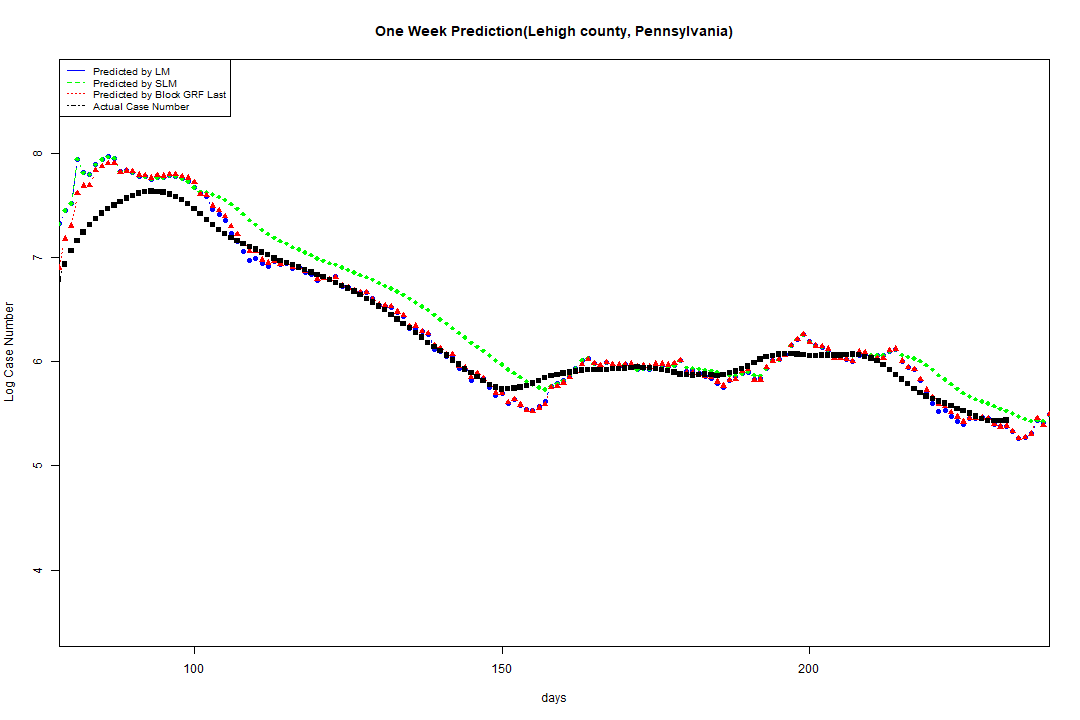 One Week Prediction(Lehigh county, Pennsylvania)
Predicted by LM
Predicted by SLM
Predicted by Block GRF Last
Actual Case Number
Log Case Number
8
7
6
5
4
100 150 200
days